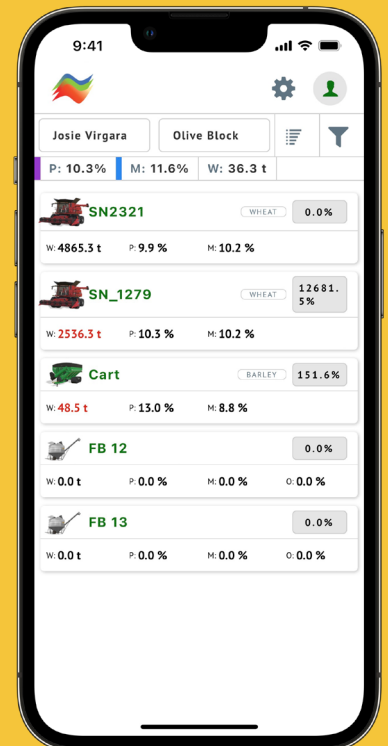 9:41
Josie Virgara Olive Block
P: 10.3% M: 11.6% W: 36.3 t
SN2321 WHEAT 0.0%
W: 4865.3 t P: 9.9 % M: 10.2 %
SN_1279 WHEAT 12681.
5%
W: 2536.3 t P: 10.3 % M: 10.2 %
Cart BARLEY 151.6%
W: 48.5 t P: 13.0 % M: 8.8 %
FB 12 0.0%
W: 0.0 t P: 0.0 % M: 0.0 % O: 0.0 %
FB 13 0.0%
W: 0.0 t P: 0.0 % M: 0.0 % O: 0.0 %